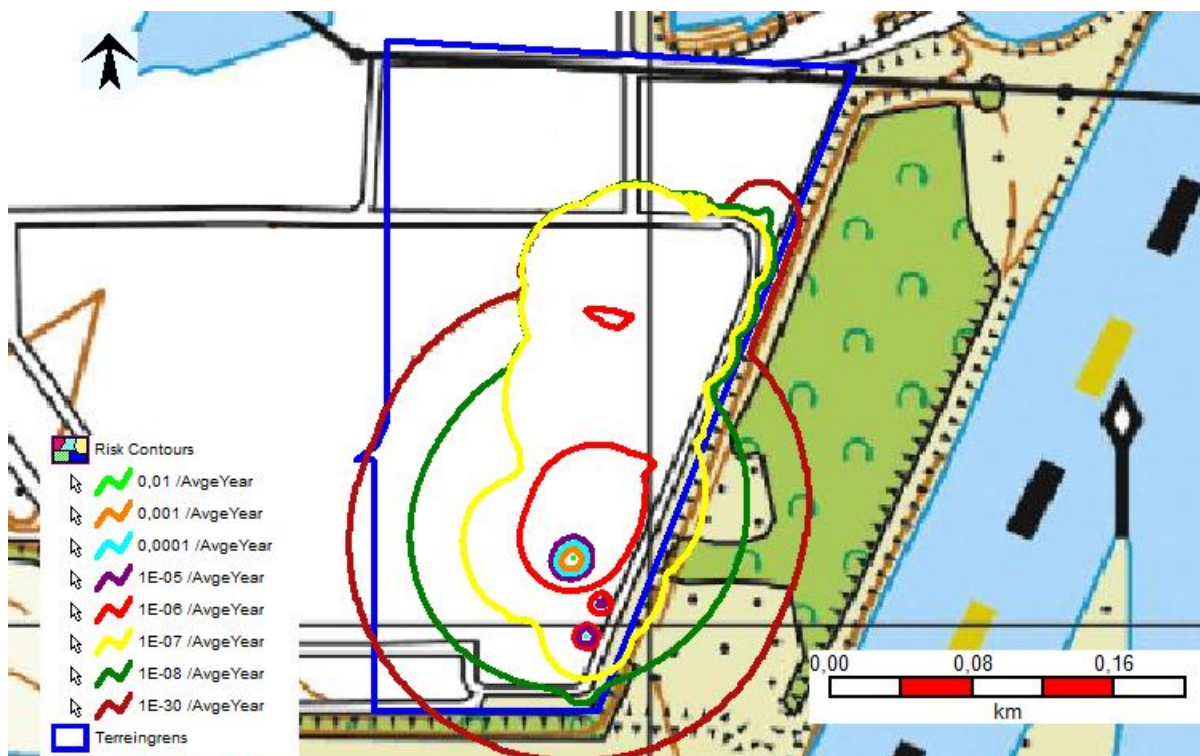 Risk Contours
0,01 /AvgeYear
0,001 /AvgeYear
0,0001 /AvgeYear
1E-05 /AvgeYear
1E-06 /AvgeYear
1E-07 /AvgeYear
1E-08 /AvgeYear
1E-30 /AvgeYear
Terreingrens
0,00 0,08 0,16
km